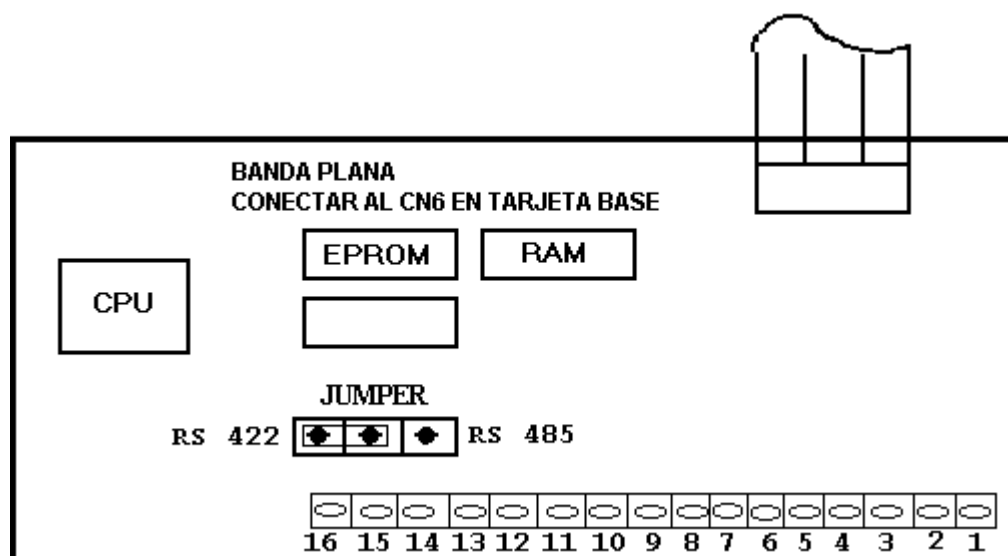 BANDA PLANA
CONECTAR AL CN6 EN TARJETA BASE
EPROM
RAM
CPU
JUMPER
RS 422
RS 485
16 15 14 13 12 11 10 9 8 7 6 5 4 3 2 1